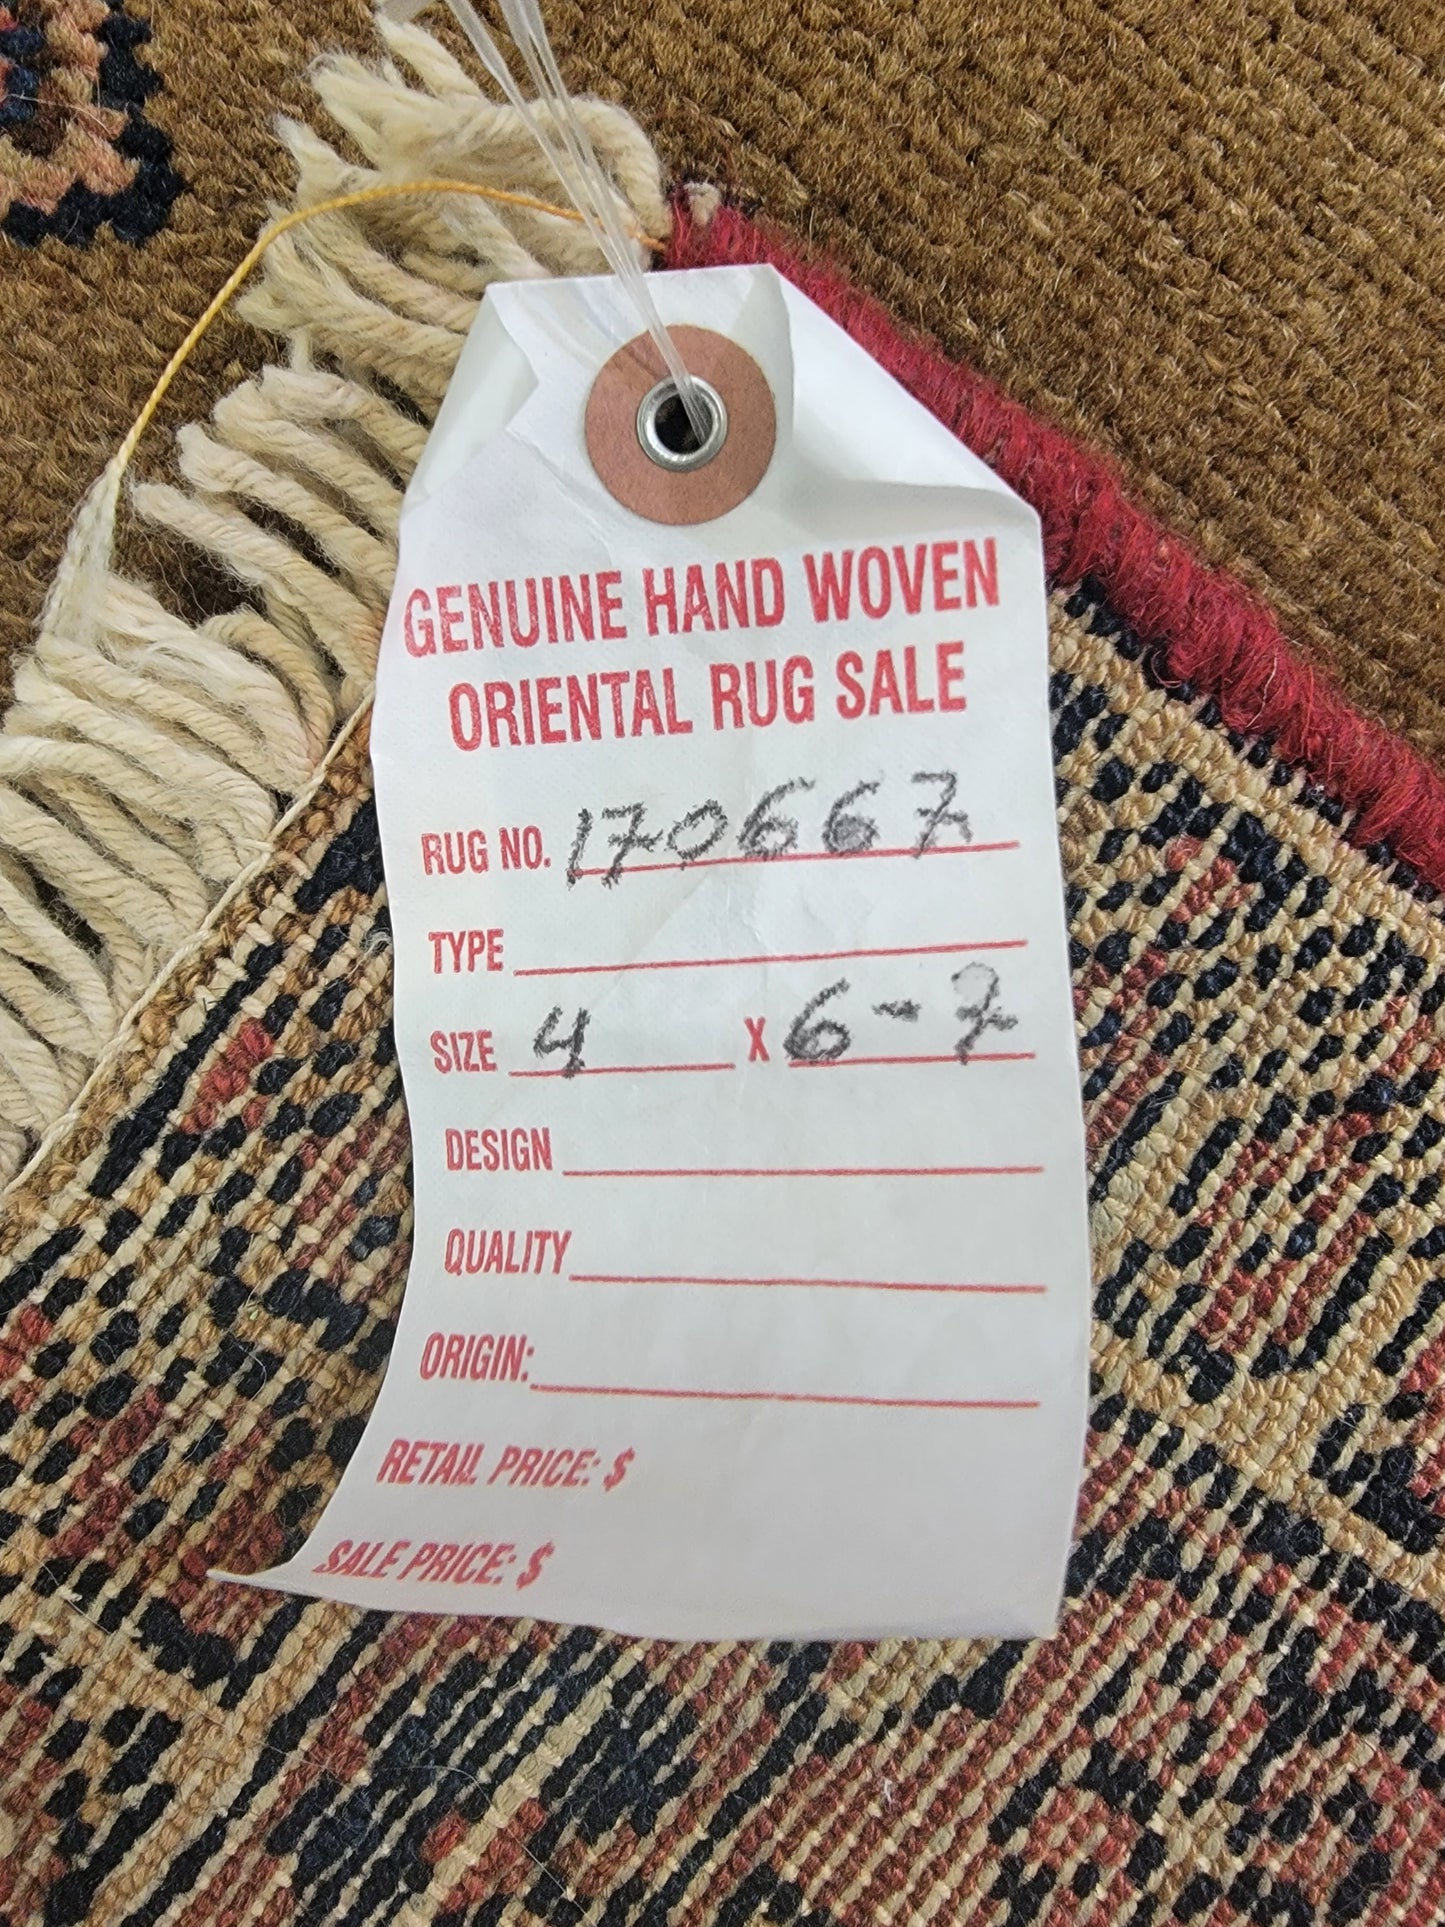 GENUINE HAND WOVEN
ORIENTAL RUG SALE
RUG NO. 170667
TYPE
SIZE 4 X 6-7
DESIGN
QUALITY
ORIGIN:
RETAIL PRICE: $
SALE PRICE: $